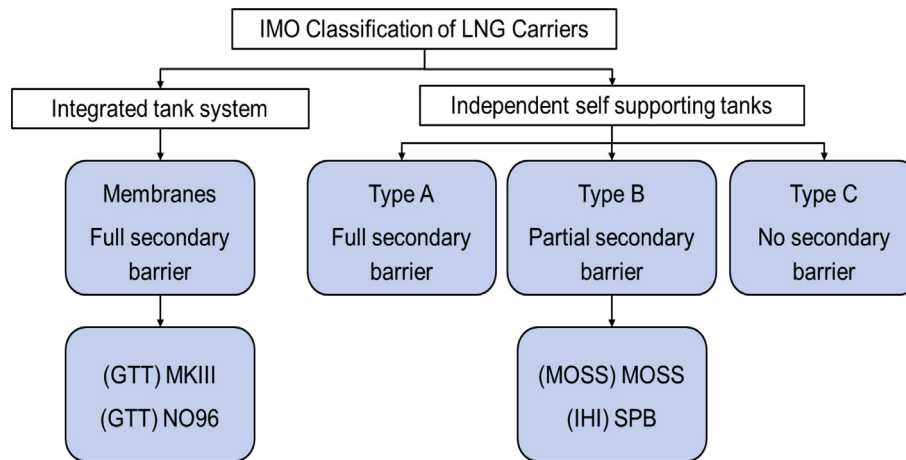 IMO Classification of LNG Carriers
Integrated tank system
Independent self supporting tanks
Membranes
Full secondary
barrier
Type A
Full secondary
barrier
Type B
Partial secondary
barrier
Type C
No secondary
barrier
(GTT) MKIII
(GTT) NO96
(MOSS) MOSS
(IHI) SPB